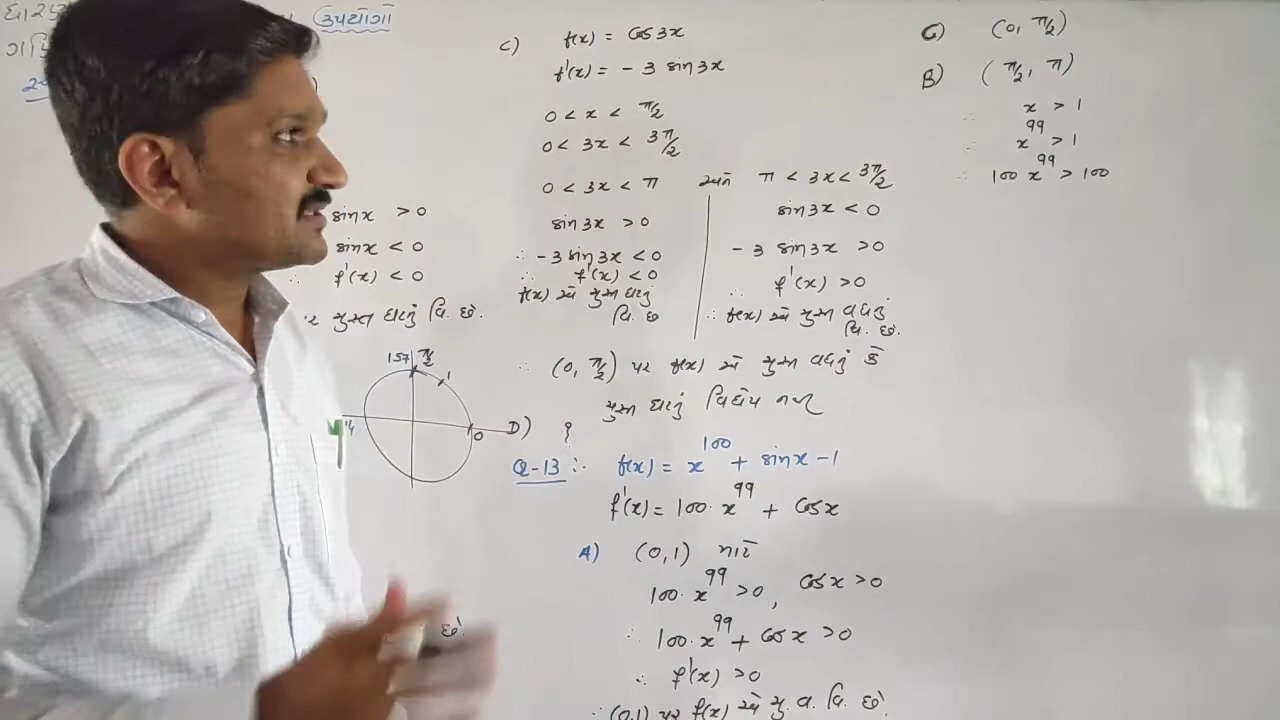 ઉપયોગો
sinx > 0
sinx < 0
∴ f'(x) < 0
પર ચુસ્ત ઘટતું વિ. છે.
1.57 π/2
1
0
છે.
C) f(x) = cos3x
f'(x) = - 3 sin3x
0 < x < π/2
0 < 3x < 3π/2
0 < 3x < π અને π < 3x < 3π/2
sin3x > 0
∴ -3 sin3x < 0
∴ f'(x) < 0
f(x) એ ચુસ્ત ઘટતું
વિ. છે
sin3x < 0
- 3 sin3x > 0
∴ f'(x) > 0
∴ f(x) એ ચુસ્ત વધતું
વિ. છે.
∴ (0, π/2) પર f(x) એ ચુસ્ત વધતું કે
ચુસ્ત ઘટતું વિધેય નથી
D)
Q-13 :- f(x) = x^100 + sinx - 1
f'(x) = 100·x^99 + cosx
A) (0,1) માટે
100·x^99 > 0, cosx > 0
∴ 100·x^99 + cosx > 0
∴ f'(x) > 0
∴ (0,1) પર f(x) એ ચુ. વ. વિ. છે.
C) (0, π/2)
B) (π/2, π)
∴ x > 1
∴ x^99 > 1
∴ 100 x^99 > 100